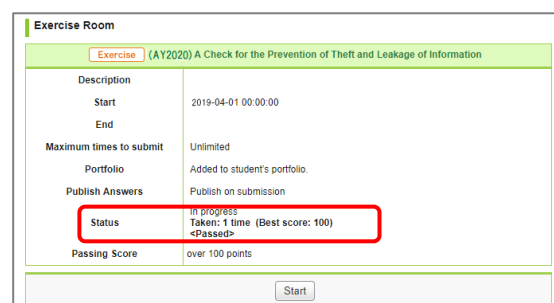 Exercise Room
Exercise (AY2020) A Check for the Prevention of Theft and Leakage of Information
Description
Start 2019-04-01 00:00:00
End
Maximum times to submit Unlimited
Portfolio Added to student's portfolio.
Publish Answers Publish on submission
Status In progress
Taken: 1 time (Best score: 100)
<Passed>
Passing Score over 100 points
Start